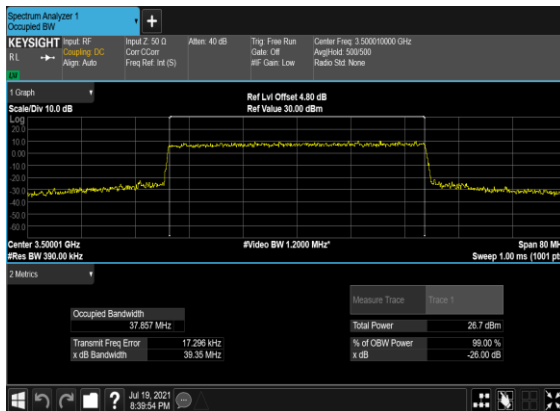 Spectrum Analyzer 1
Occupied BW
KEYSIGHT Input: RF Input Z: 50 Ω Atten: 40 dB Trig: Free Run Center Freq: 3.500010000 GHz
RL Coupling: DC Corr CCorr Gate: Off Avg|Hold: 500/500
Align: Auto Freq Ref: Int (S) #IF Gain: Low Radio Std: None
1 Graph
Ref Lvl Offset 4.80 dB
Scale/Div 10.0 dB Ref Value 30.00 dBm
Log
20.0
10.0
0.00
-10.0
-20.0
-30.0
-40.0
-50.0
-60.0
Center 3.50001 GHz #Video BW 1.2000 MHz* Span 80 MH
#Res BW 390.00 kHz Sweep 1.00 ms (1001 pts
2 Metrics
Measure Trace Trace 1
Occupied Bandwidth
37.857 MHz Total Power 26.7 dBm
Transmit Freq Error 17.296 kHz % of OBW Power 99.00 %
x dB Bandwidth 39.35 MHz x dB -26.00 dB
Jul 19, 2021
8:39:54 PM